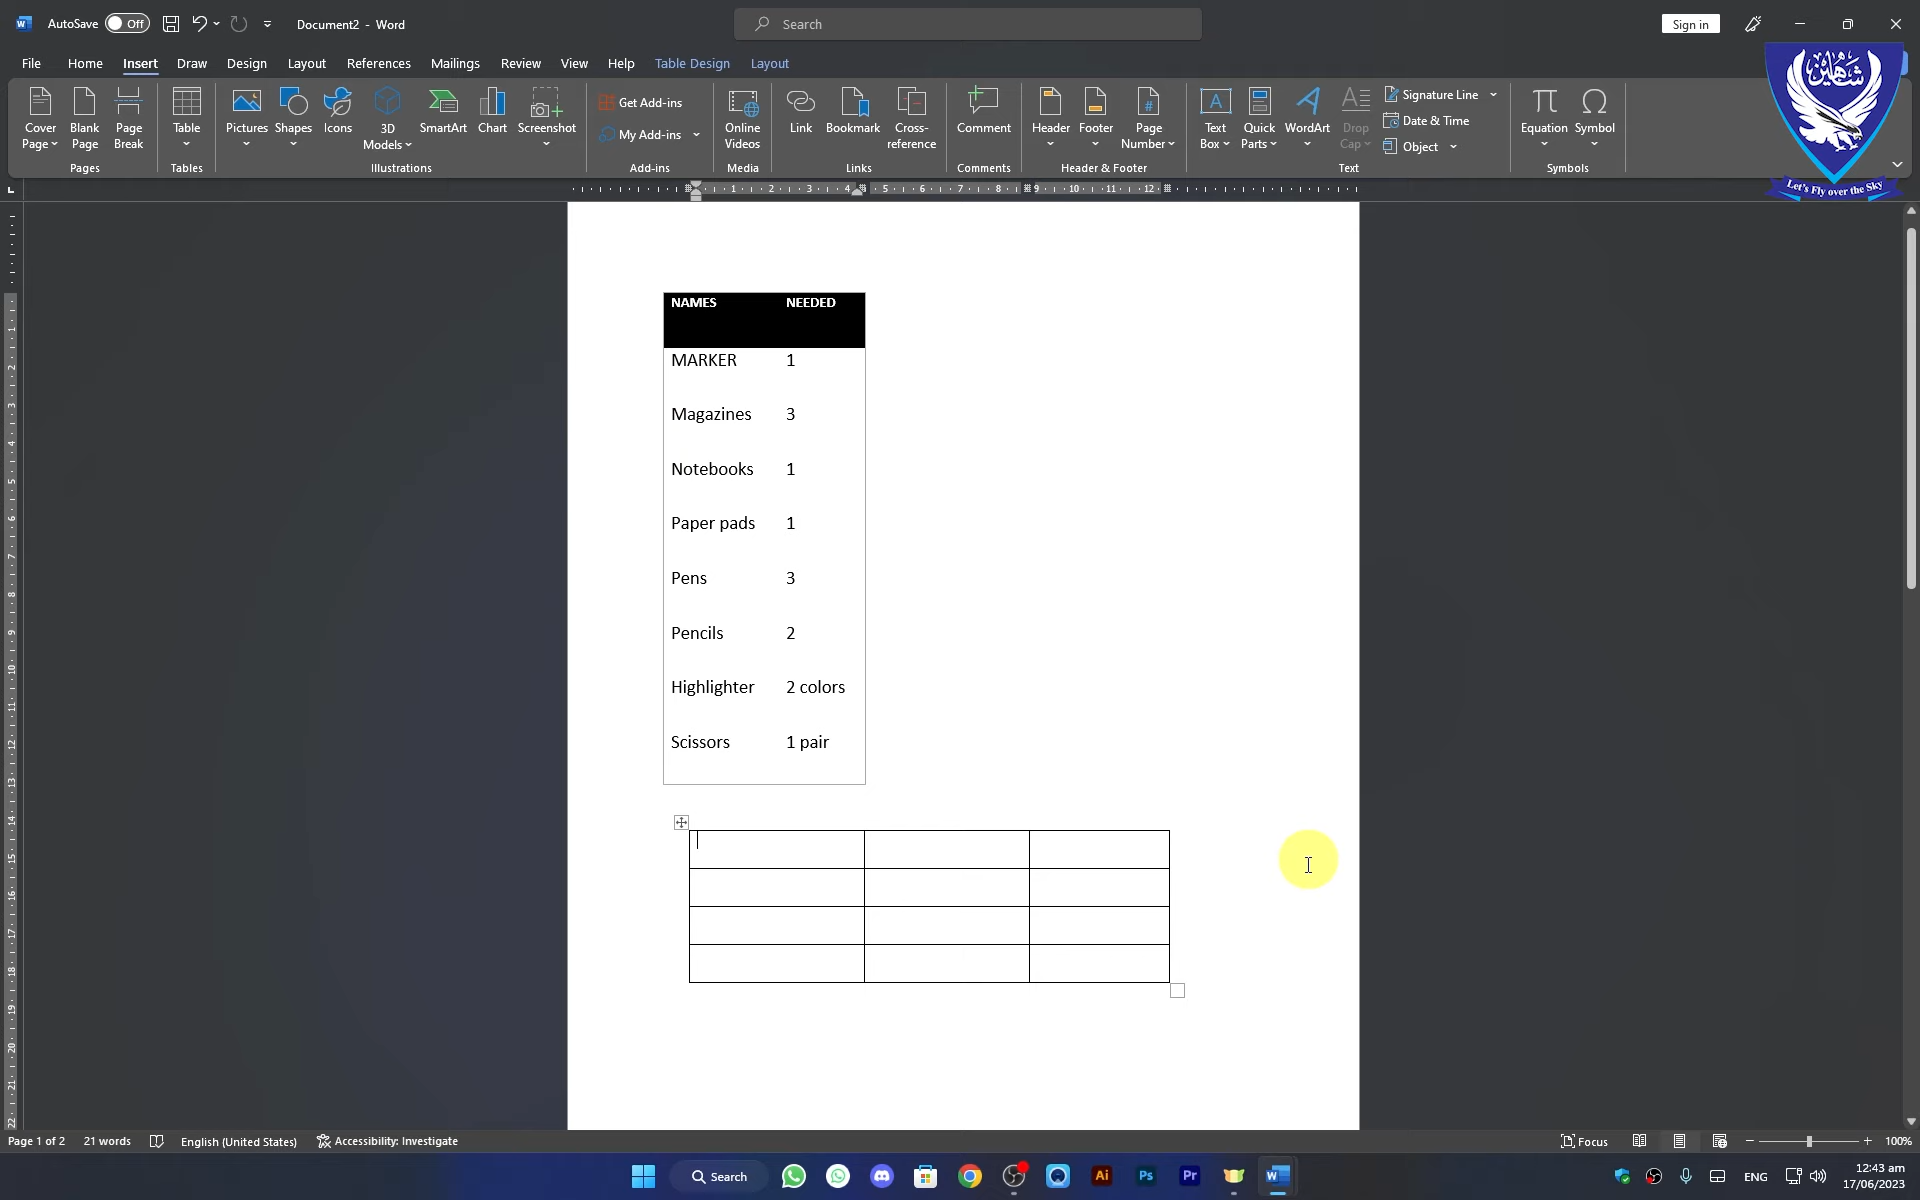 AutoSave Off Document2 - Word Search Sign in
File Home Insert Draw Design Layout References Mailings Review View Help Table Design Layout
Cover Page Blank Page Page Break
Pages
Table
Tables
Pictures Shapes Icons 3D Models SmartArt Chart Screenshot
Illustrations
Get Add-ins
My Add-ins
Add-ins
Online Videos
Media
Link Bookmark Cross-reference
Links
Comment
Comments
Header Footer Page Number
Header & Footer
Text Box Quick Parts WordArt Drop Cap
Signature Line
Date & Time
Object
Text
Equation Symbol
Symbols
شاهین
Let's Fly over the Sky
NAMES NEEDED
MARKER 1
Magazines 3
Notebooks 1
Paper pads 1
Pens 3
Pencils 2
Highlighter 2 colors
Scissors 1 pair
Page 1 of 2 21 words English (United States) Accessibility: Investigate Focus 100%
Search Ai Ps Pr ENG
12:43 am
17/06/2023